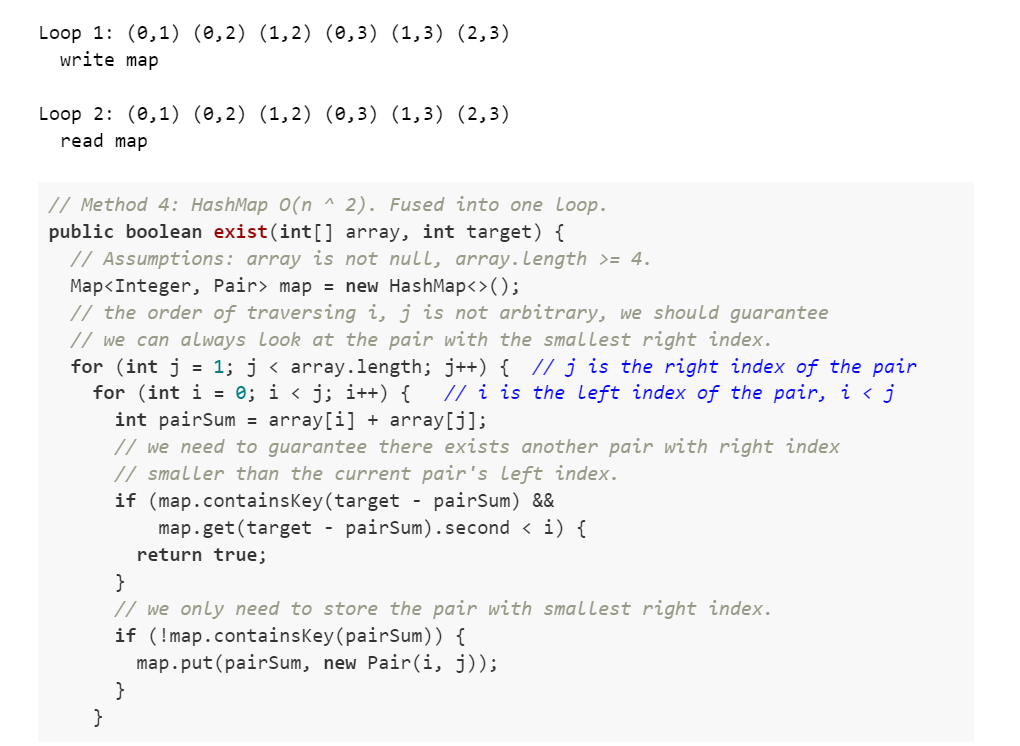 Loop 1: (0,1) (0,2) (1,2) (0,3) (1,3) (2,3)
  write map

Loop 2: (0,1) (0,2) (1,2) (0,3) (1,3) (2,3)
  read map

// Method 4: HashMap O(n ^ 2). Fused into one loop.
public boolean exist(int[] array, int target) {
  // Assumptions: array is not null, array.length >= 4.
  Map<Integer, Pair> map = new HashMap<>();
  // the order of traversing i, j is not arbitrary, we should guarantee
  // we can always look at the pair with the smallest right index.
  for (int j = 1; j < array.length; j++) {  // j is the right index of the pair
    for (int i = 0; i < j; i++) {   // i is the left index of the pair, i < j
      int pairSum = array[i] + array[j];
      // we need to guarantee there exists another pair with right index
      // smaller than the current pair's left index.
      if (map.containsKey(target - pairSum) &&
          map.get(target - pairSum).second < i) {
        return true;
      }
      // we only need to store the pair with smallest right index.
      if (!map.containsKey(pairSum)) {
        map.put(pairSum, new Pair(i, j));
      }
    }